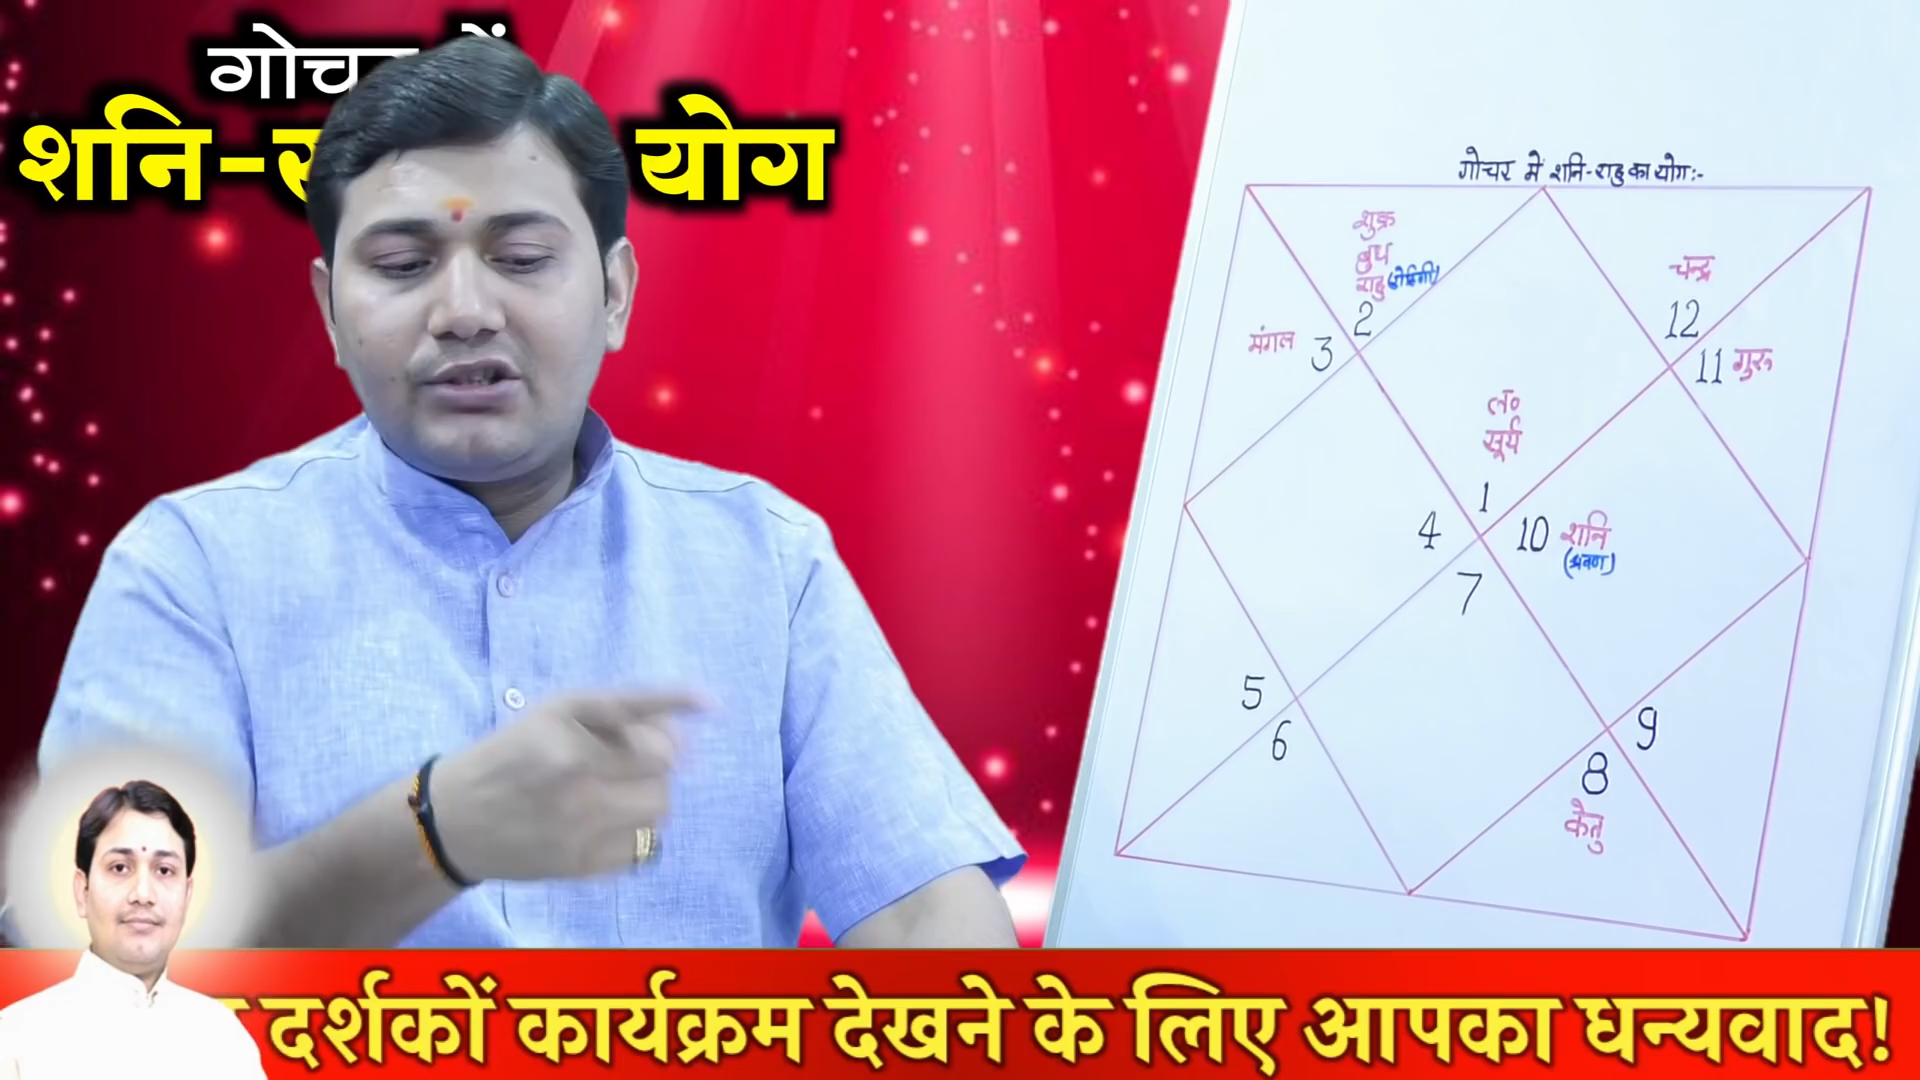 शनि-
योग
गोचर में शनि-राहु का योग:-
शुक्र
बुध
राहु
2
मंगल 3
चन्द्र
12
11 गुरु
ल०
सूर्य
1
4
10 शनि
(श्रवण)
7
5
6
9
8
केतु
दर्शकों कार्यक्रम देखने के लिए आपका धन्यवाद!